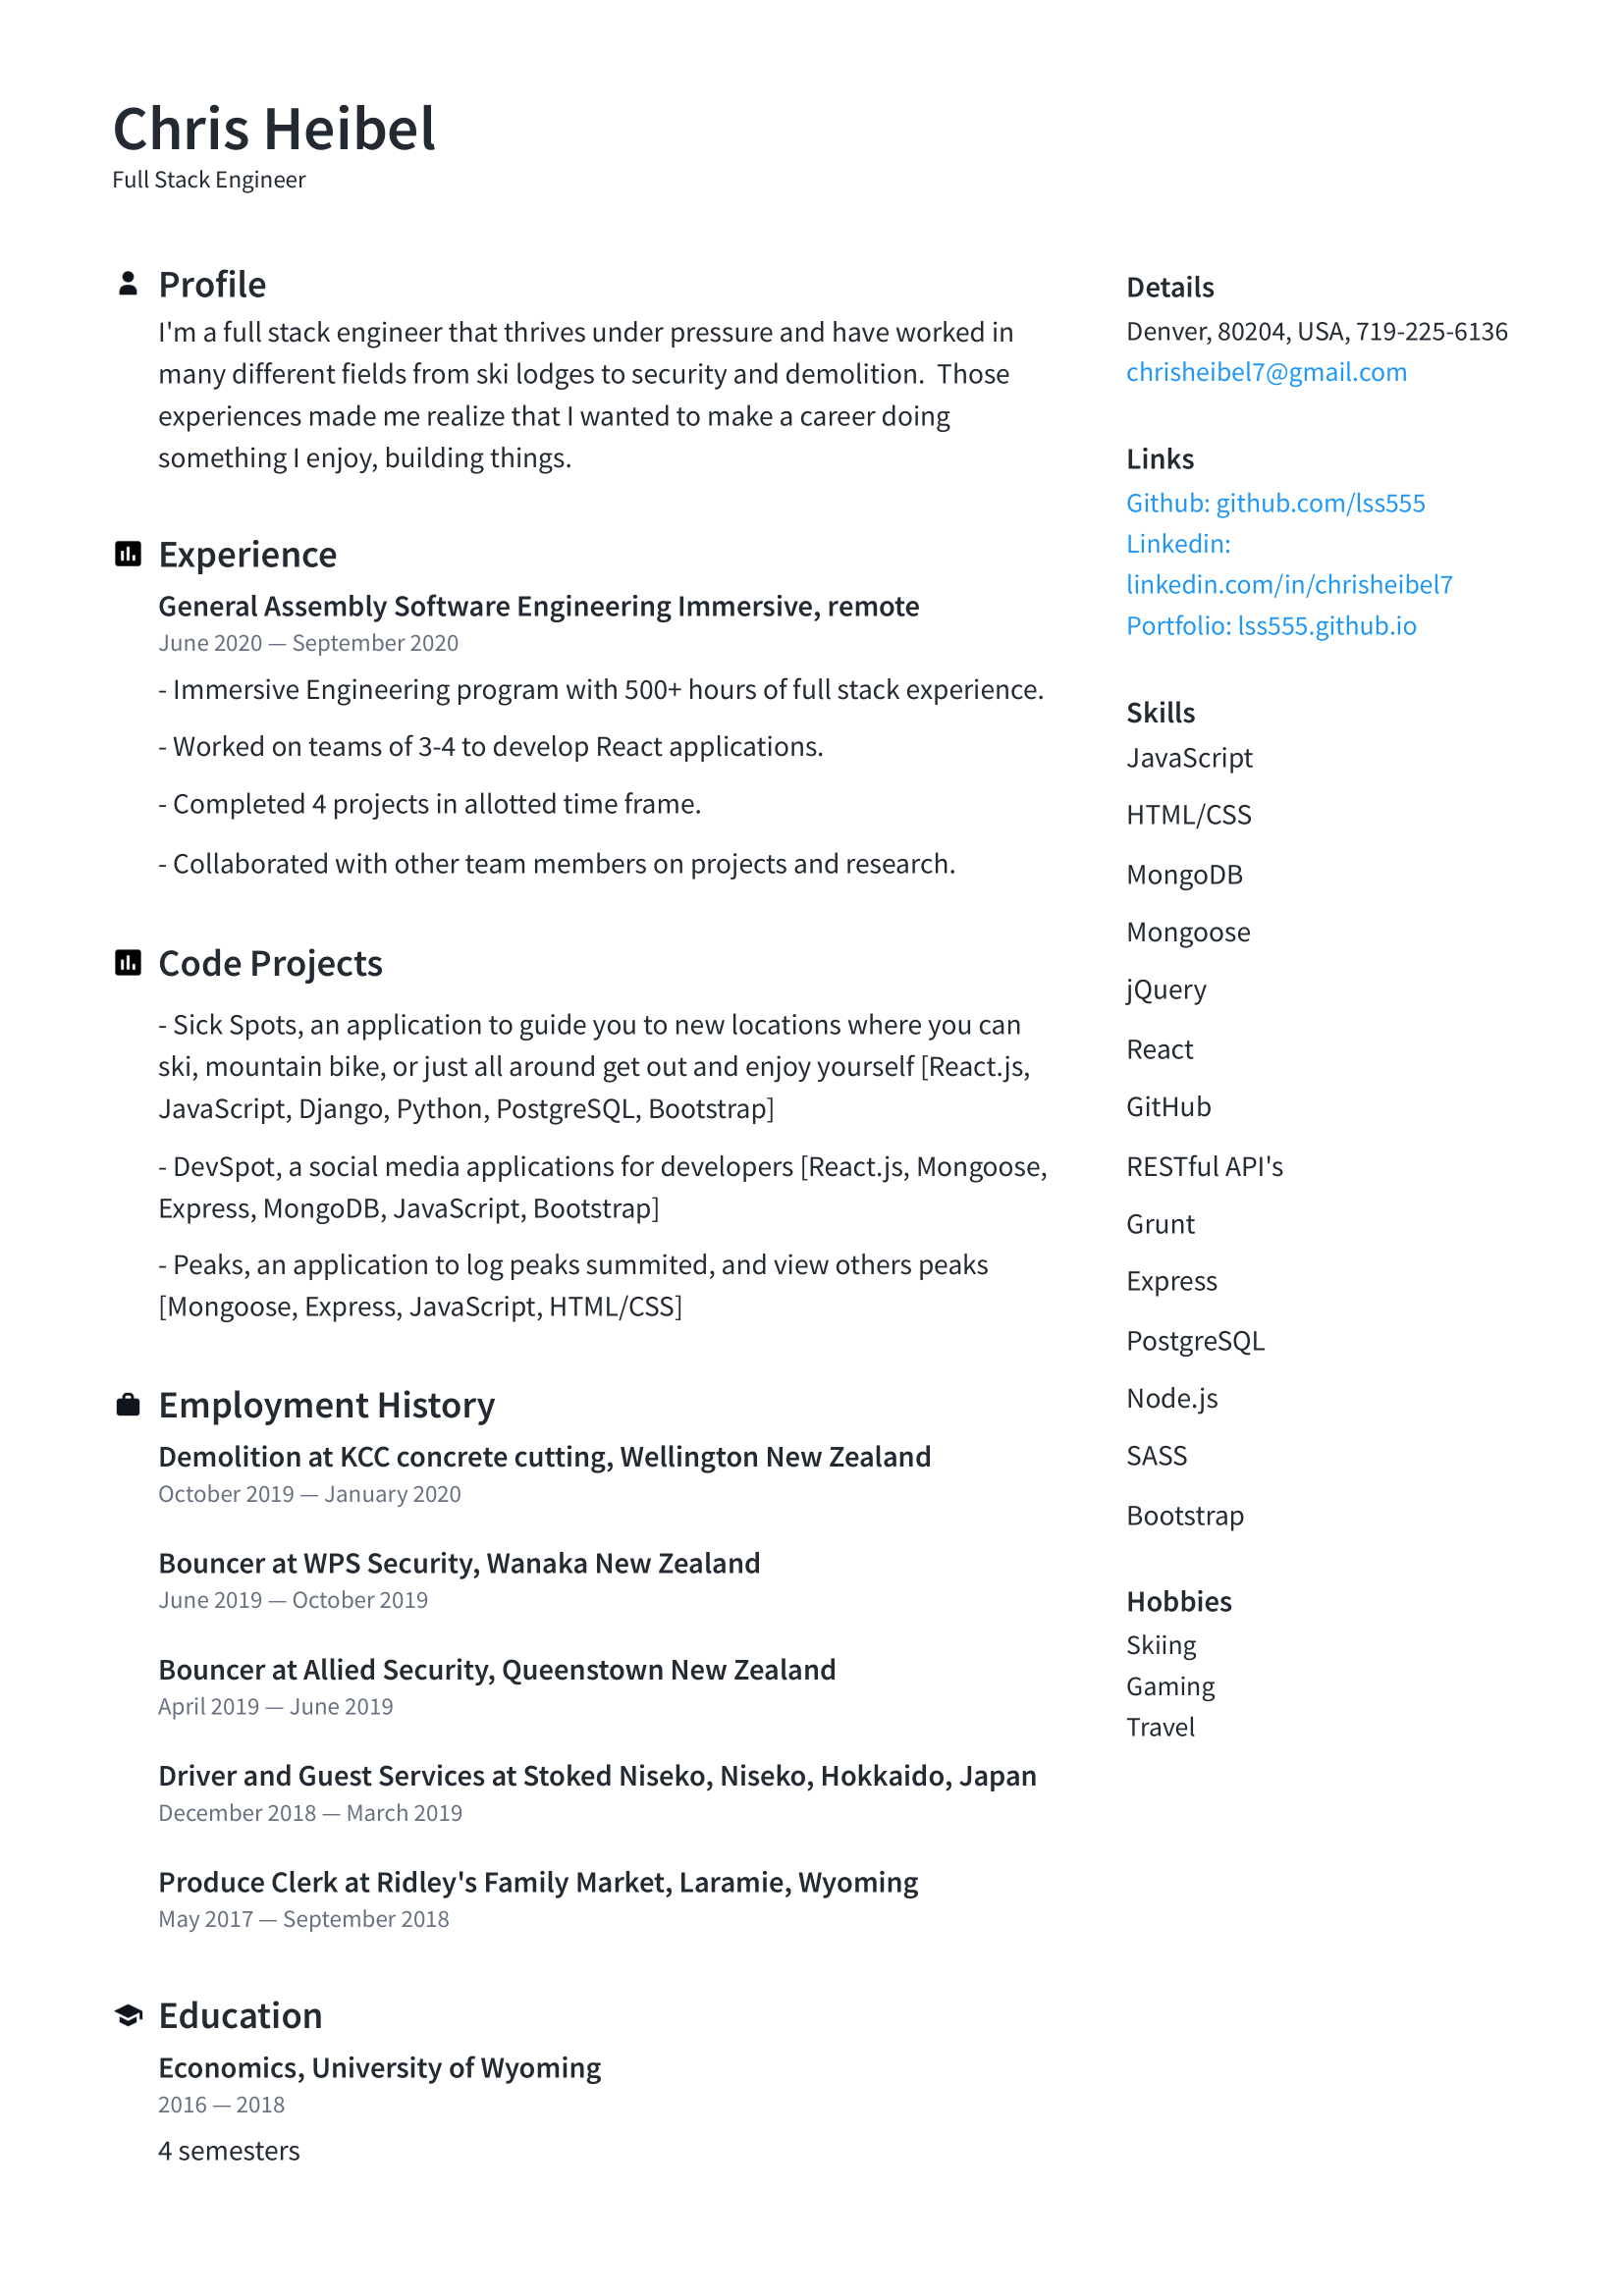 Chris Heibel
Full Stack Engineer
Profile
I'm a full stack engineer that thrives under pressure and have worked in
many different fields from ski lodges to security and demolition.  Those
experiences made me realize that I wanted to make a career doing
something I enjoy, building things.
Experience
General Assembly Software Engineering Immersive, remote
June 2020 — September 2020
- Immersive Engineering program with 500+ hours of full stack experience.
- Worked on teams of 3-4 to develop React applications.
- Completed 4 projects in allotted time frame.
- Collaborated with other team members on projects and research.
Code Projects
- Sick Spots, an application to guide you to new locations where you can
ski, mountain bike, or just all around get out and enjoy yourself [React.js,
JavaScript, Django, Python, PostgreSQL, Bootstrap]
- DevSpot, a social media applications for developers [React.js, Mongoose,
Express, MongoDB, JavaScript, Bootstrap]
- Peaks, an application to log peaks summited, and view others peaks
[Mongoose, Express, JavaScript, HTML/CSS]
Employment History
Demolition at KCC concrete cutting, Wellington New Zealand
October 2019 — January 2020
Bouncer at WPS Security, Wanaka New Zealand
June 2019 — October 2019
Bouncer at Allied Security, Queenstown New Zealand
April 2019 — June 2019
Driver and Guest Services at Stoked Niseko, Niseko, Hokkaido, Japan
December 2018 — March 2019
Produce Clerk at Ridley's Family Market, Laramie, Wyoming
May 2017 — September 2018
Education
Economics, University of Wyoming
2016 — 2018
4 semesters
Details
Denver, 80204, USA, 719-225-6136
chrisheibel7@gmail.com
Links
Github: github.com/lss555
Linkedin:
linkedin.com/in/chrisheibel7
Portfolio: lss555.github.io
Skills
JavaScript
HTML/CSS
MongoDB
Mongoose
jQuery
React
GitHub
RESTful API's
Grunt
Express
PostgreSQL
Node.js
SASS
Bootstrap
Hobbies
Skiing
Gaming
Travel